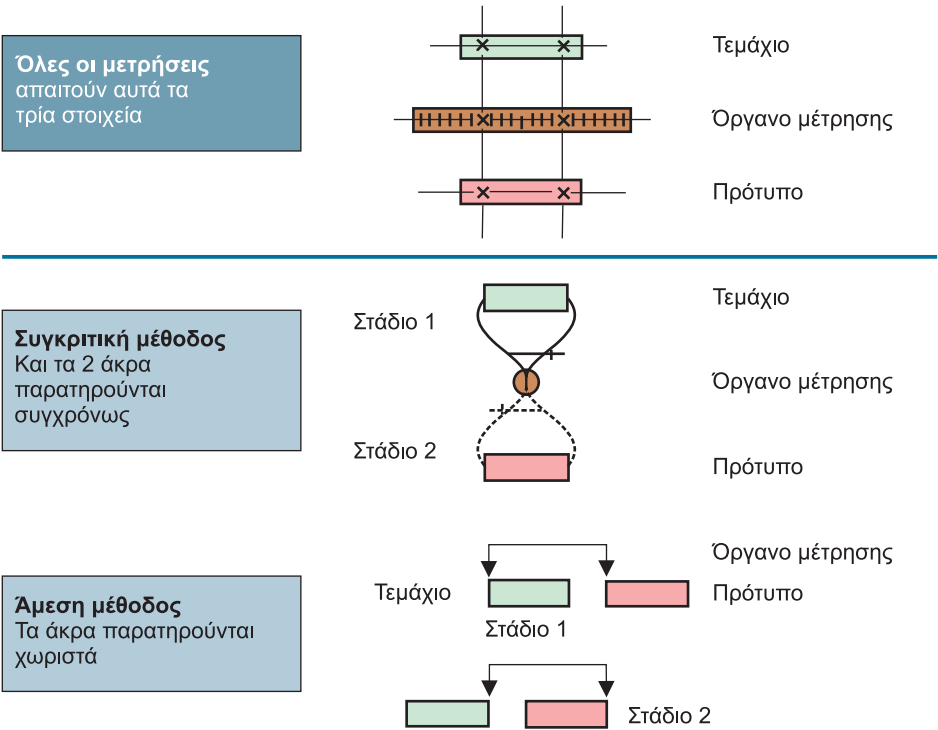 Όλες οι μετρήσεις
απαιτούν αυτά τα
τρία στοιχεία
Τεμάχιο
Όργανο μέτρησης
Πρότυπο
Συγκριτική μέθοδος
Και τα 2 άκρα
παρατηρούνται
συγχρόνως
Στάδιο 1
Τεμάχιο
Όργανο μέτρησης
Στάδιο 2
Πρότυπο
Άμεση μέθοδος
Τα άκρα παρατηρούνται
χωριστά
Όργανο μέτρησης
Τεμάχιο
Πρότυπο
Στάδιο 1
Στάδιο 2